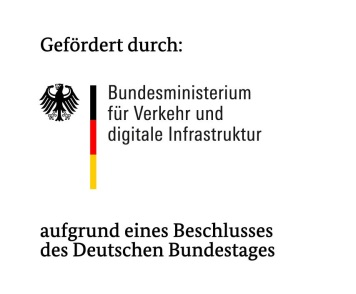 Gefördert durch:
Bundesministerium
für Verkehr und
digitale Infrastruktur
aufgrund eines Beschlusses
des Deutschen Bundestages